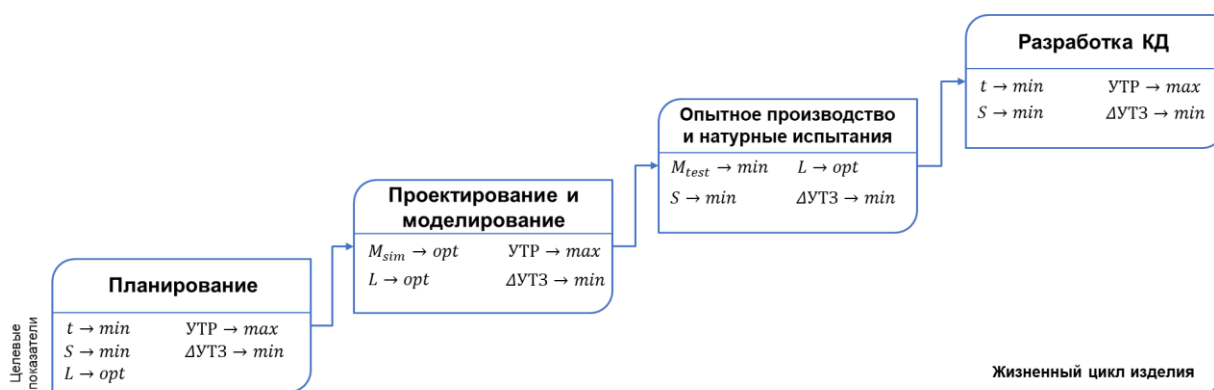 Разработка КД
t → min УТР → max
S → min ΔУТЗ → min
Опытное производство
и натурные испытания
M_test → min L → opt
S → min ΔУТЗ → min
Проектирование и
моделирование
M_sim → opt УТР → max
L → opt ΔУТЗ → min
Планирование
t → min УТР → max
S → min ΔУТЗ → min
L → opt
Целевые
показатели
Жизненный цикл изделия